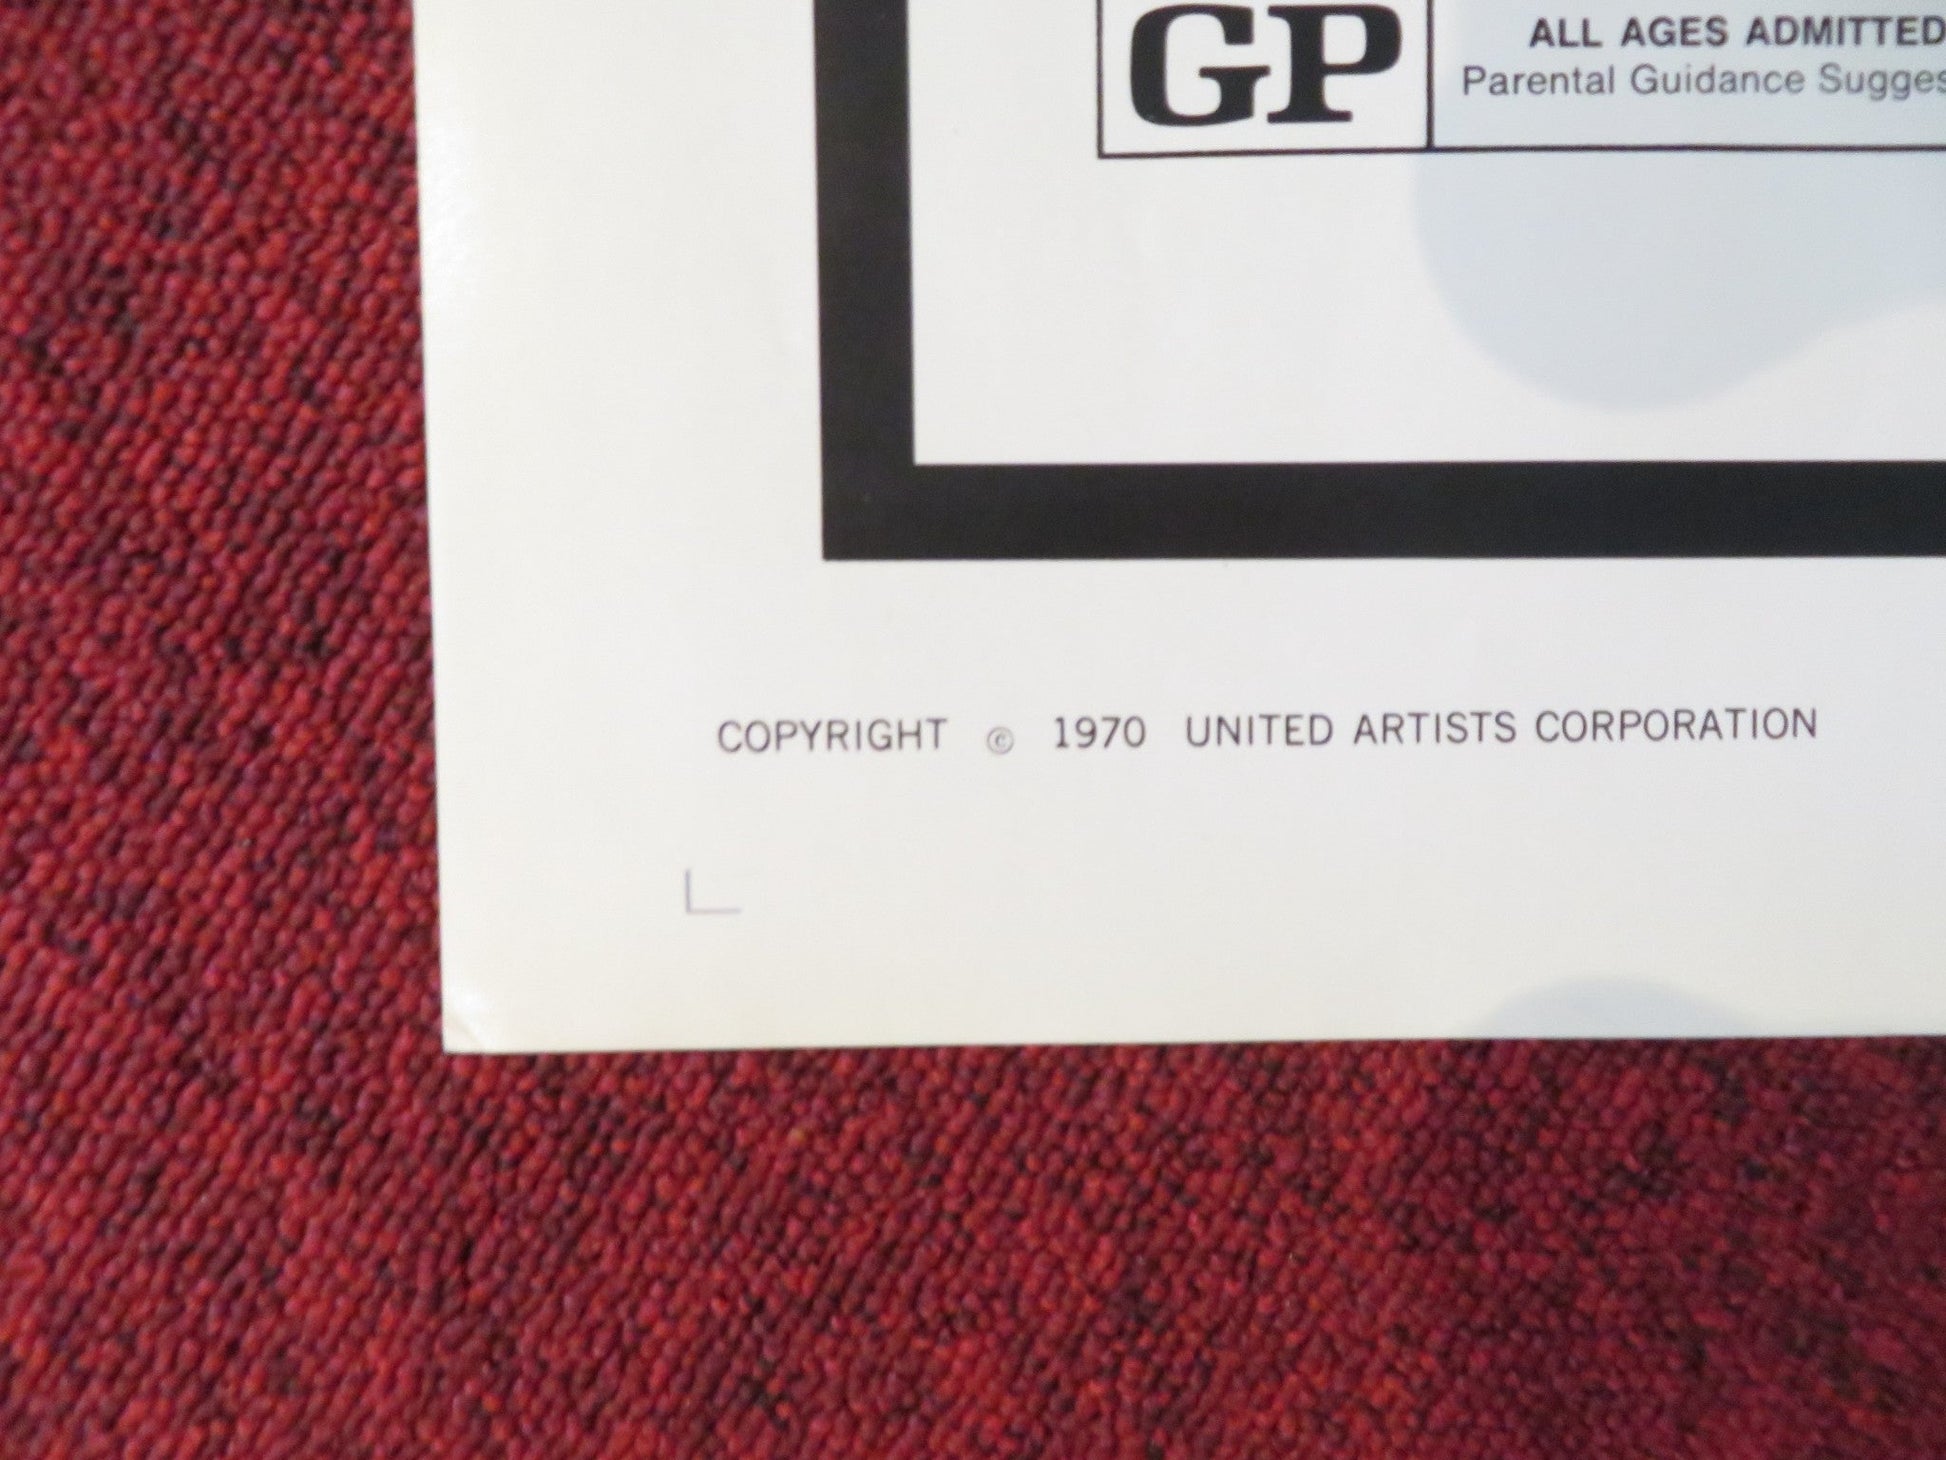 GP
ALL AGES ADMITTED
Parental Guidance Sugges
COPYRIGHT © 1970 UNITED ARTISTS CORPORATION